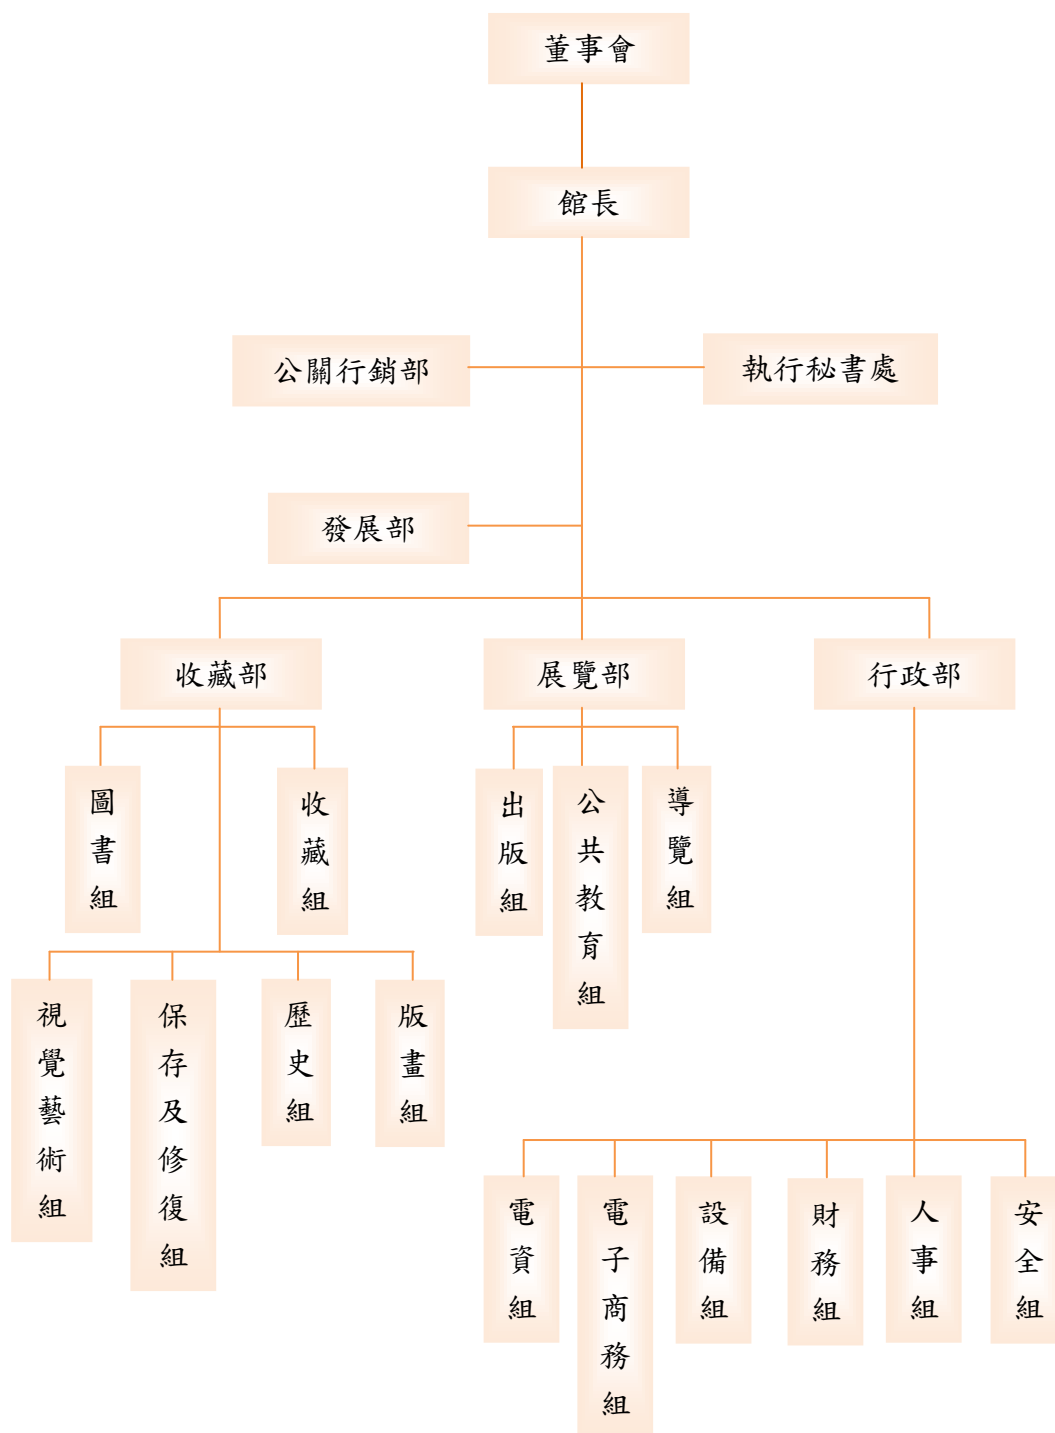 董事會
館長
公關行銷部
執行秘書處
發展部
收藏部
展覽部
行政部
圖書組
收藏組
出版組
公共教育組
導覽組
視覺藝術組
保存及修復組
歷史組
版畫組
電資組
電子商務組
設備組
財務組
人事組
安全組